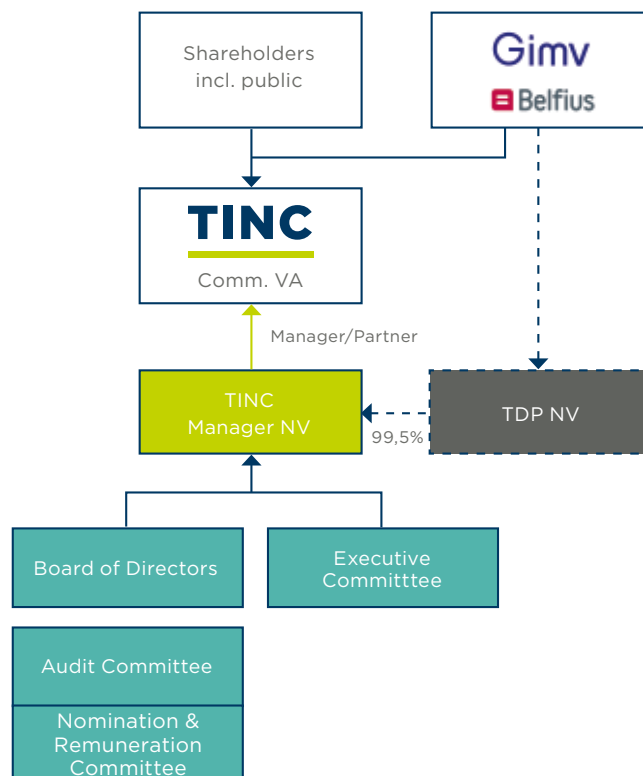 Shareholders
incl. public
Gimv
Belfius
TINC
Comm. VA
Manager/Partner
TINC
Manager NV
99,5%
TDP NV
Board of Directors
Executive
Committtee
Audit Committee
Nomination &
Remuneration
Committee